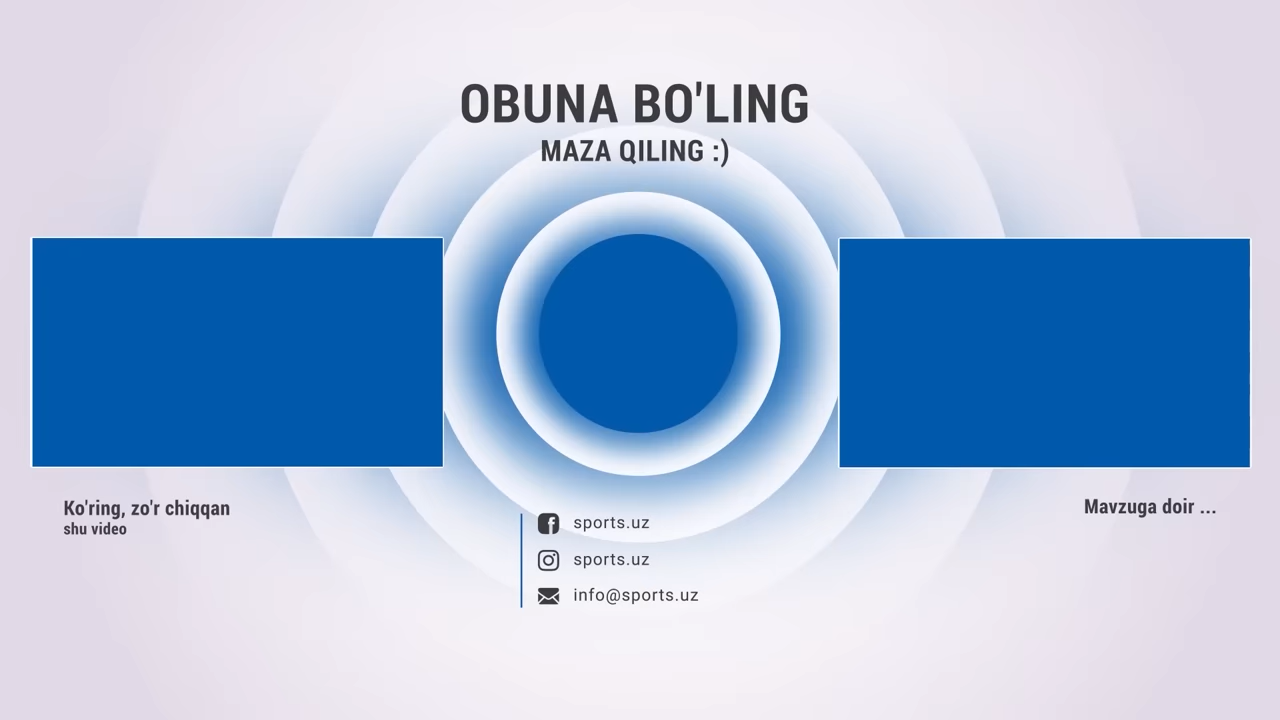 OBUNA BO'LING
MAZA QILING :)
Ko'ring, zo'r chiqqan
shu video
Mavzuga doir ...
sports.uz
sports.uz
info@sports.uz